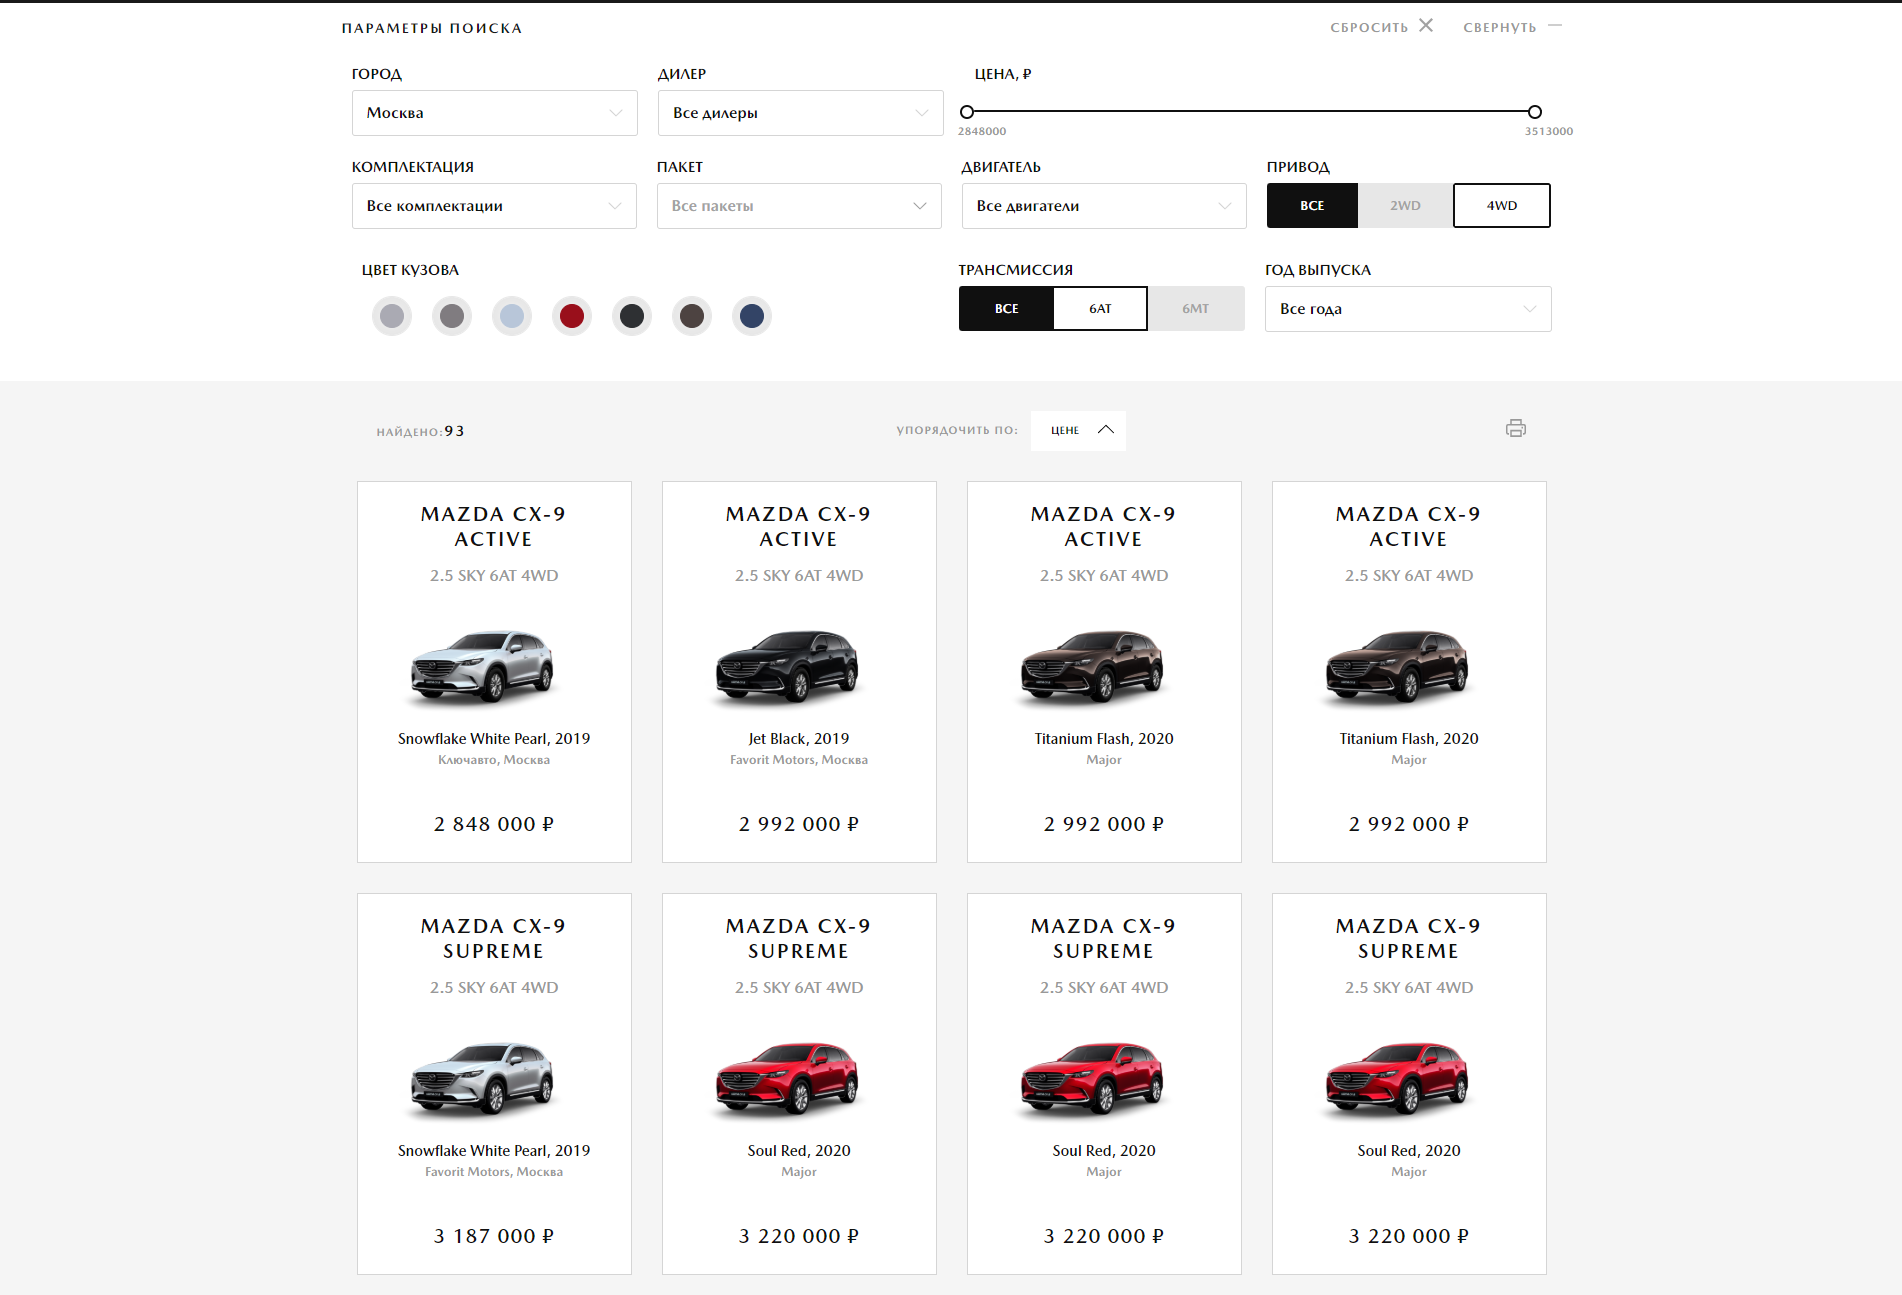 ПАРАМЕТРЫ ПОИСКА
СБРОСИТЬ
СВЕРНУТЬ
ГОРОД
ДИЛЕР
ЦЕНА, ₽
Москва
Все дилеры
2848000
3513000
КОМПЛЕКТАЦИЯ
ПАКЕТ
ДВИГАТЕЛЬ
ПРИВОД
Все комплектации
Все пакеты
Все двигатели
ВСЕ
2WD
4WD
ЦВЕТ КУЗОВА
ТРАНСМИССИЯ
ГОД ВЫПУСКА
ВСЕ
6AT
6MT
Все года
НАЙДЕНО:93
УПОРЯДОЧИТЬ ПО:
ЦЕНЕ
MAZDA CX-9
ACTIVE
2.5 SKY 6AT 4WD
Snowflake White Pearl, 2019
Ключавто, Москва
2 848 000 ₽
MAZDA CX-9
ACTIVE
2.5 SKY 6AT 4WD
Jet Black, 2019
Favorit Motors, Москва
2 992 000 ₽
MAZDA CX-9
ACTIVE
2.5 SKY 6AT 4WD
Titanium Flash, 2020
Major
2 992 000 ₽
MAZDA CX-9
ACTIVE
2.5 SKY 6AT 4WD
Titanium Flash, 2020
Major
2 992 000 ₽
MAZDA CX-9
SUPREME
2.5 SKY 6AT 4WD
Snowflake White Pearl, 2019
Favorit Motors, Москва
3 187 000 ₽
MAZDA CX-9
SUPREME
2.5 SKY 6AT 4WD
Soul Red, 2020
Major
3 220 000 ₽
MAZDA CX-9
SUPREME
2.5 SKY 6AT 4WD
Soul Red, 2020
Major
3 220 000 ₽
MAZDA CX-9
SUPREME
2.5 SKY 6AT 4WD
Soul Red, 2020
Major
3 220 000 ₽